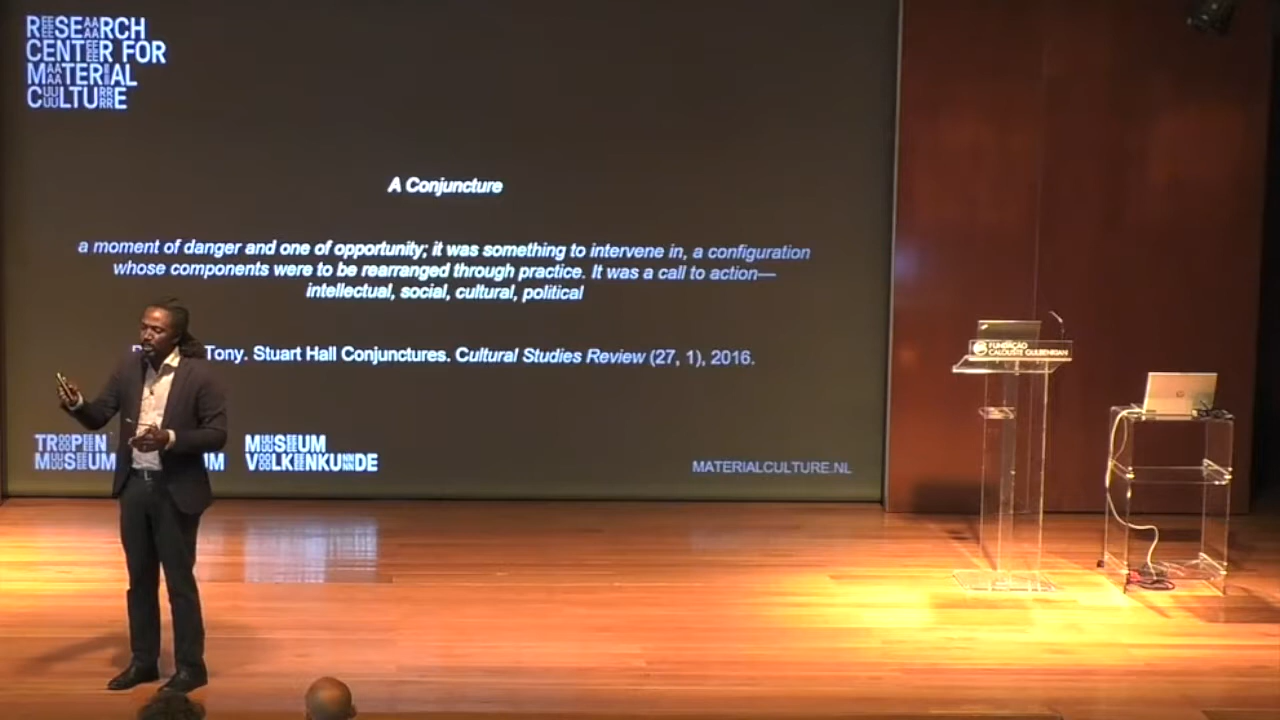 RESEARCH
CENTER FOR
MATERIAL
CULTURE
A Conjuncture
a moment of danger and one of opportunity; it was something to intervene in, a configuration
whose components were to be rearranged through practice. It was a call to action—
intellectual, social, cultural, political
Tony. Stuart Hall Conjunctures. Cultural Studies Review (27, 1), 2016.
FUNDAÇÃO
CALOUSTE GULBENKIAN
TROPEN
MUSEUM
MUSEUM
VOLKENKUNDE
MATERIALCULTURE.NL